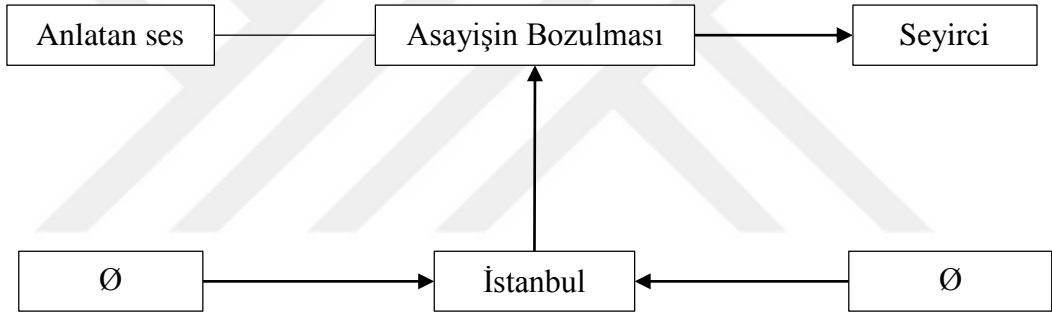 Anlatan ses
Asayişin Bozulması
Seyirci
Ø
İstanbul
Ø